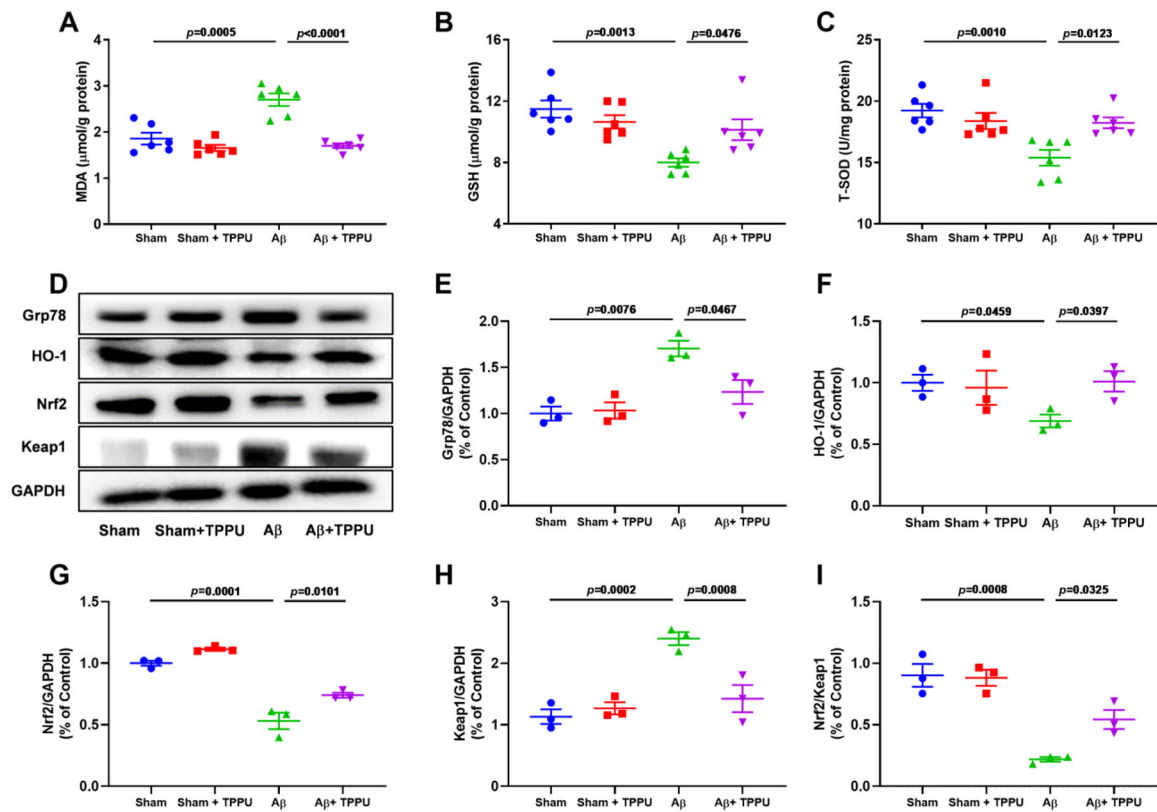 A
p=0.0005
p<0.0001
MDA (μmol/g protein)
4
3
2
1
0
Sham
Sham + TPPU
Aβ
Aβ + TPPU
B
p=0.0013
p=0.0476
GSH (μmol/g protein)
16
12
8
4
Sham
Sham + TPPU
Aβ
Aβ + TPPU
C
p=0.0010
p=0.0123
T-SOD (U/mg protein)
25
20
15
10
Sham
Sham + TPPU
Aβ
Aβ + TPPU
D
Grp78
HO-1
Nrf2
Keap1
GAPDH
Sham
Sham+TPPU
Aβ
Aβ+TPPU
E
p=0.0076
p=0.0467
Grp78/GAPDH
(% of Control)
2.0
1.5
1.0
0.5
0.0
Sham
Sham + TPPU
Aβ
Aβ+ TPPU
F
p=0.0459
p=0.0397
HO-1/GAPDH
(% of Control)
1.5
1.0
0.5
0.0
Sham
Sham + TPPU
Aβ
Aβ+ TPPU
G
p=0.0001
p=0.0101
Nrf2/GAPDH
(% of Control)
1.5
1.0
0.5
0.0
Sham
Sham + TPPU
Aβ
Aβ+ TPPU
H
p=0.0002
p=0.0008
Keap1/GAPDH
(% of Control)
3
2
1
0
Sham
Sham + TPPU
Aβ
Aβ+ TPPU
I
p=0.0008
p=0.0325
Nrf2/Keap1
(% of Control)
1.5
1.0
0.5
0.0
Sham
Sham + TPPU
Aβ
Aβ+ TPPU